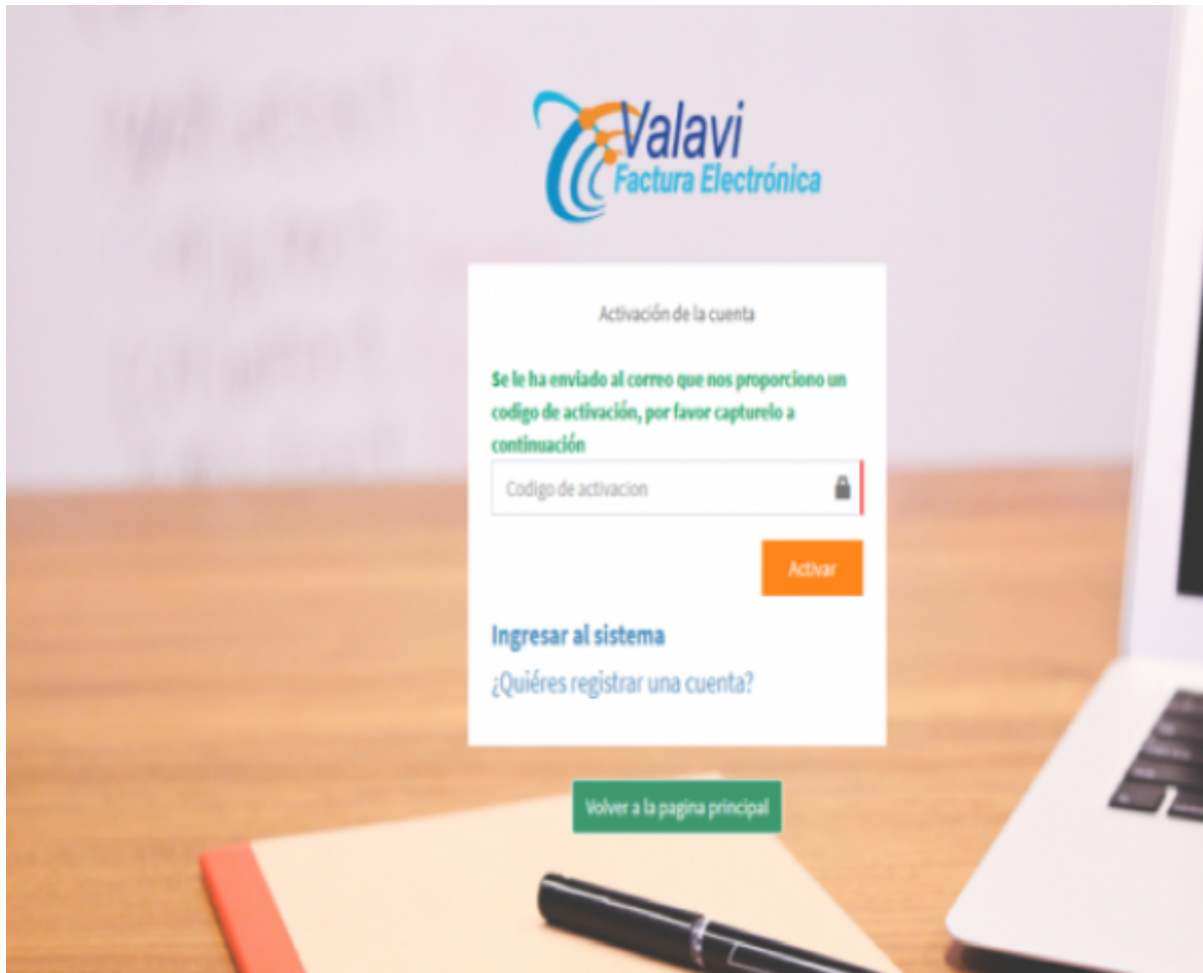 Valavi
Factura Electrónica
Activación de la cuenta
Se le ha enviado al correo que nos proporciono un
codigo de activación, por favor capturelo a
continuación
Codigo de activacion
Activar
Ingresar al sistema
¿Quiéres registrar una cuenta?
Volver a la pagina principal